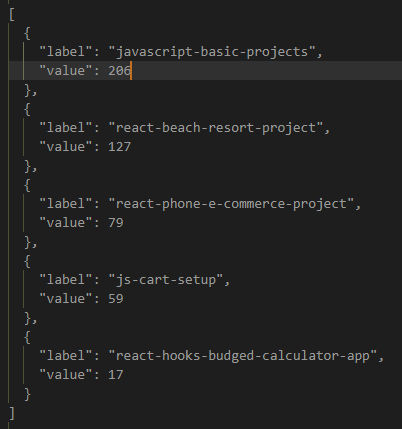 [
  {
    "label": "javascript-basic-projects",
    "value": 206
  },
  {
    "label": "react-beach-resort-project",
    "value": 127
  },
  {
    "label": "react-phone-e-commerce-project",
    "value": 79
  },
  {
    "label": "js-cart-setup",
    "value": 59
  },
  {
    "label": "react-hooks-budged-calculator-app",
    "value": 17
  }
]